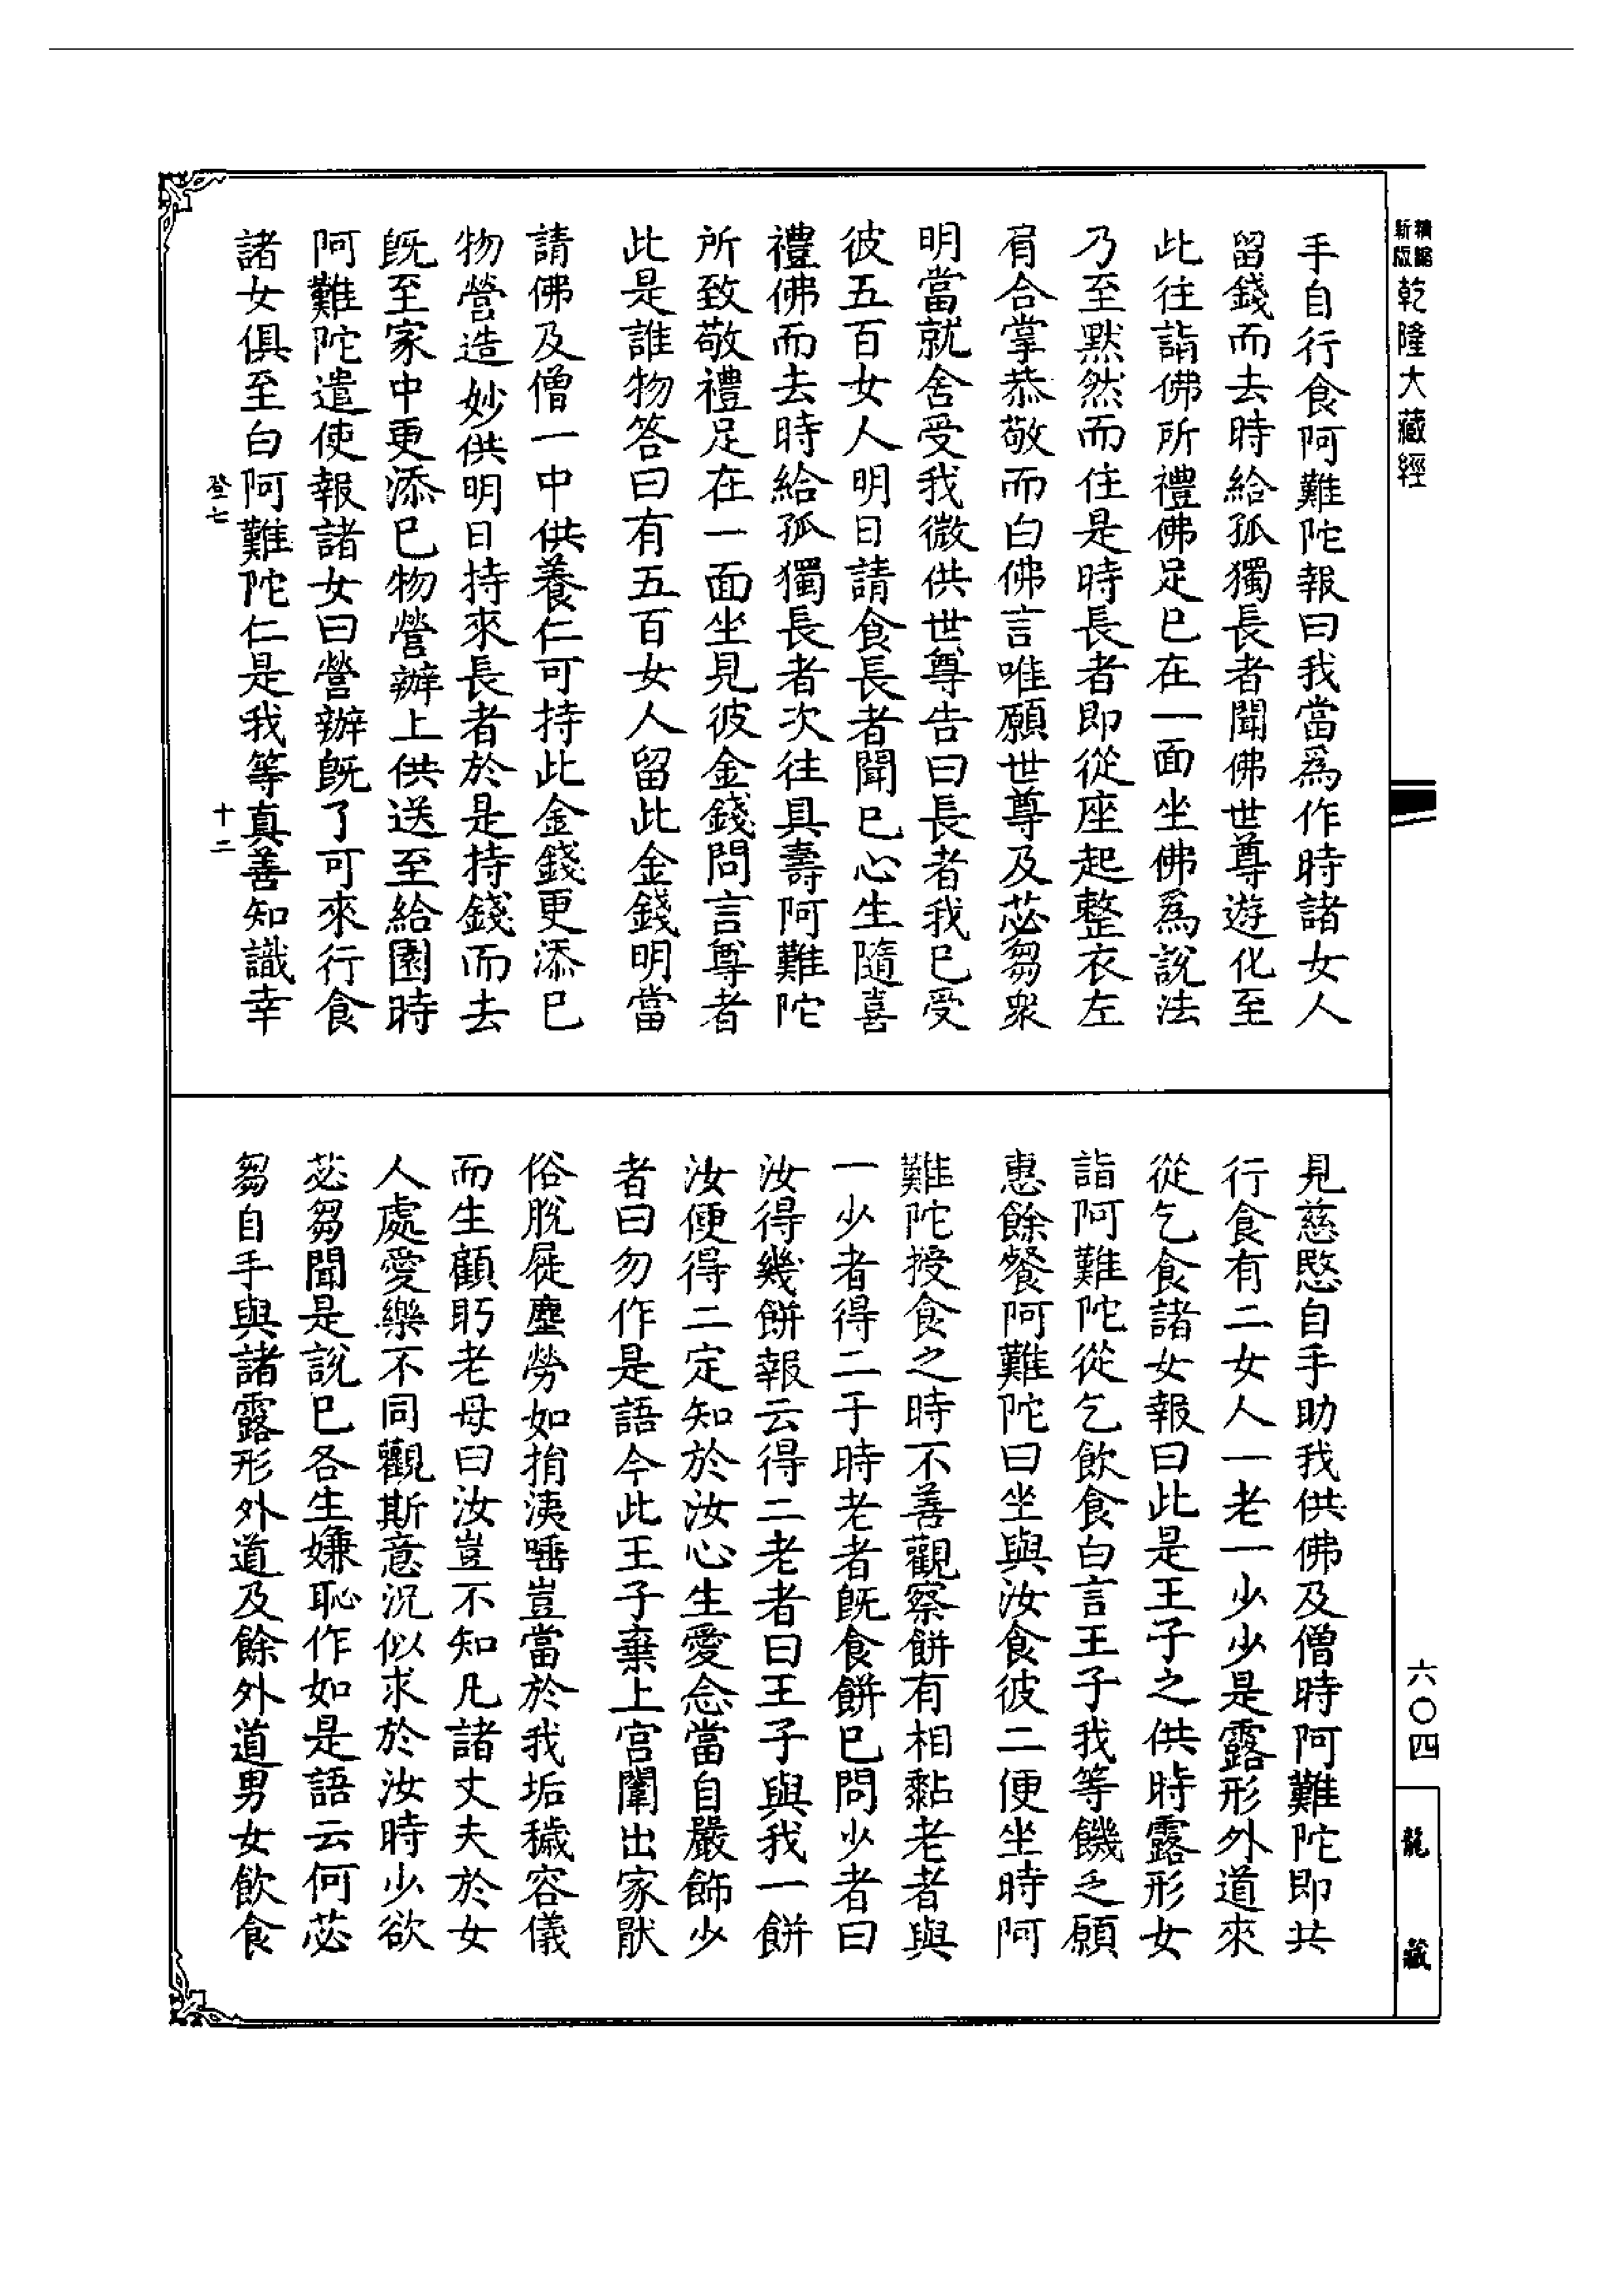 乾隆大藏經
手自行食阿難陀報曰我當爲作時諸女人
留錢而去時給孤獨長者聞佛世尊遊化至
此往詣佛所禮佛足已在一面坐佛爲說法
乃至默然而住是時長者即從座起整衣左
肩合掌恭敬而白佛言唯願世尊及苾芻衆
明當就舍受我微供世尊告曰長者我已受
彼五百女人明日請食長者聞已心生隨喜
禮佛而去時給孤獨長者次往具壽阿難陀
所致敬禮足在一面坐見彼金錢問言尊者
此是誰物答曰有五百女人留此金錢明當
請佛及僧一中供養仁可持此金錢更添已
物營造妙供明日持來長者於是持錢而去
旣至家中更添已物營辦上供送至給園時
阿難陀遣使報諸女曰營辦旣了可來行食
諸女俱至白阿難陀仁是我等真善知識幸
登七
十二
見慈愍自手助我供佛及僧時阿難陀即共
行食有二女人一老一少少是露形外道來
從乞食諸女報曰此是王子之供時露形女
詣阿難陀從乞飲食白言王子我等饑乏願
惠餘餐阿難陀曰坐與汝食彼二便坐時阿
難陀授食之時不善觀察餅有相黏老者與
一少者得二于時老者旣食餅已問少者曰
汝得幾餅報云得二老者曰王子與我一餅
汝便得二定知於汝心生愛念當自嚴飾少
者曰勿作是語今此王子棄上宫闈出家猒
俗脫屣塵勞如捐洟唾豈當於我垢穢容儀
而生顧眄老母曰汝豈不知凡諸丈夫於女
人處愛樂不同觀斯意況似求於汝時少欲
苾芻聞是說已各生嫌恥作如是語云何苾
芻自手與諸露形外道及餘外道男女飲食
六〇四
龍藏